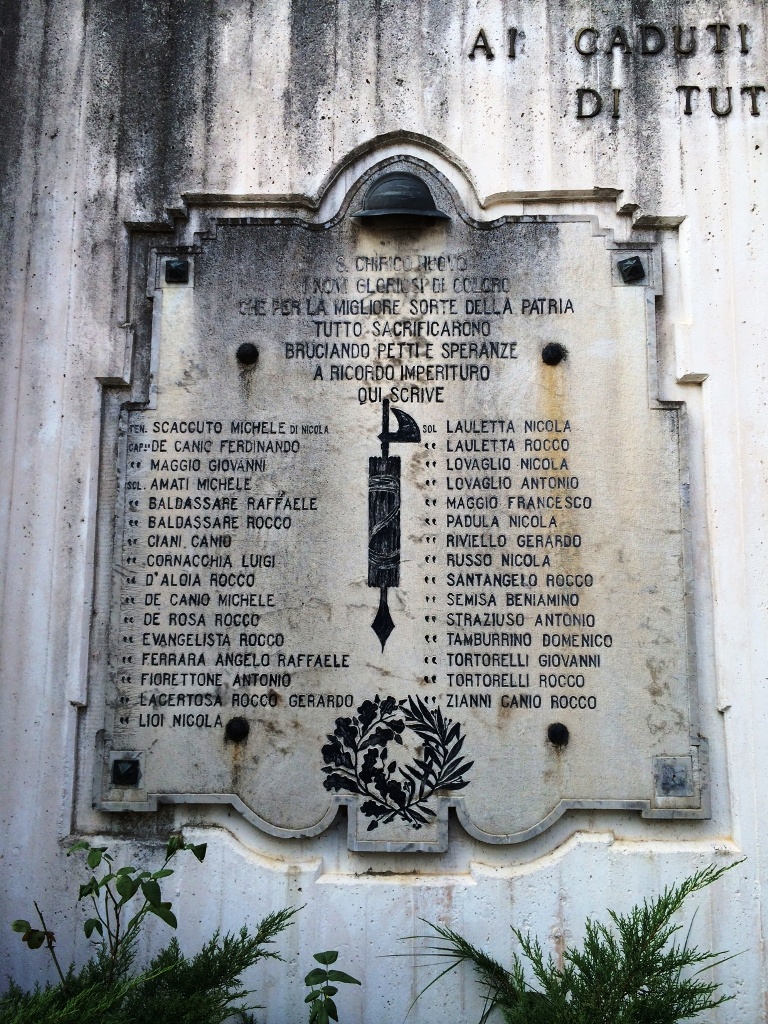 AI CADUTI
DI TUT
S. CHIRICO NUOVO
I NOMI GLORIOSI DI COLORO
CHE PER LA MIGLIORE SORTE DELLA PATRIA
TUTTO SACRIFICARONO
BRUCIANDO PETTI E SPERANZE
A RICORDO IMPERITURO
QUI SCRIVE
TEN. SCACCUTO MICHELE DI NICOLA
CAP.LE DE CANIO FERDINANDO
“ MAGGIO GIOVANNI
SOL. AMATI MICHELE
“ BALDASSARE RAFFAELE
“ BALDASSARE ROCCO
“ CIANI CANIO
“ CORNACCHIA LUIGI
“ D'ALOIA ROCCO
“ DE CANIO MICHELE
“ DE ROSA ROCCO
“ EVANGELISTA ROCCO
“ FERRARA ANGELO RAFFAELE
“ FIORETTONE ANTONIO
“ LACERTOSA ROCCO GERARDO
“ LIOI NICOLA
SOL LAULETTA NICOLA
“ LAULETTA ROCCO
“ LOVAGLIO NICOLA
“ LOVAGLIO ANTONIO
“ MAGGIO FRANCESCO
“ PADULA NICOLA
“ RIVIELLO GERARDO
“ RUSSO NICOLA
“ SANTANGELO ROCCO
“ SEMISA BENIAMINO
“ STRAZIUSO ANTONIO
“ TAMBURRINO DOMENICO
“ TORTORELLI GIOVANNI
“ TORTORELLI ROCCO
“ ZIANNI CANIO ROCCO